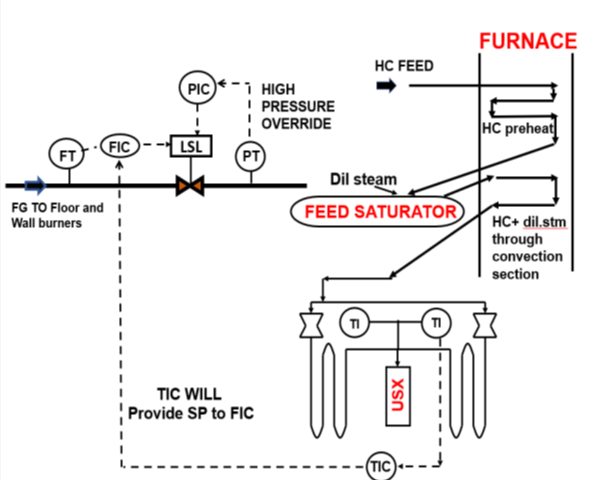 FURNACE
HC FEED
PIC
HIGH
PRESSURE
OVERRIDE
HC preheat
FT
FIC
LSL
PT
Dil steam
FG TO Floor and
Wall burners
FEED SATURATOR
HC+ dil.stm
through
convection
section
TI
TI
USX
TIC WILL
Provide SP to FIC
TIC